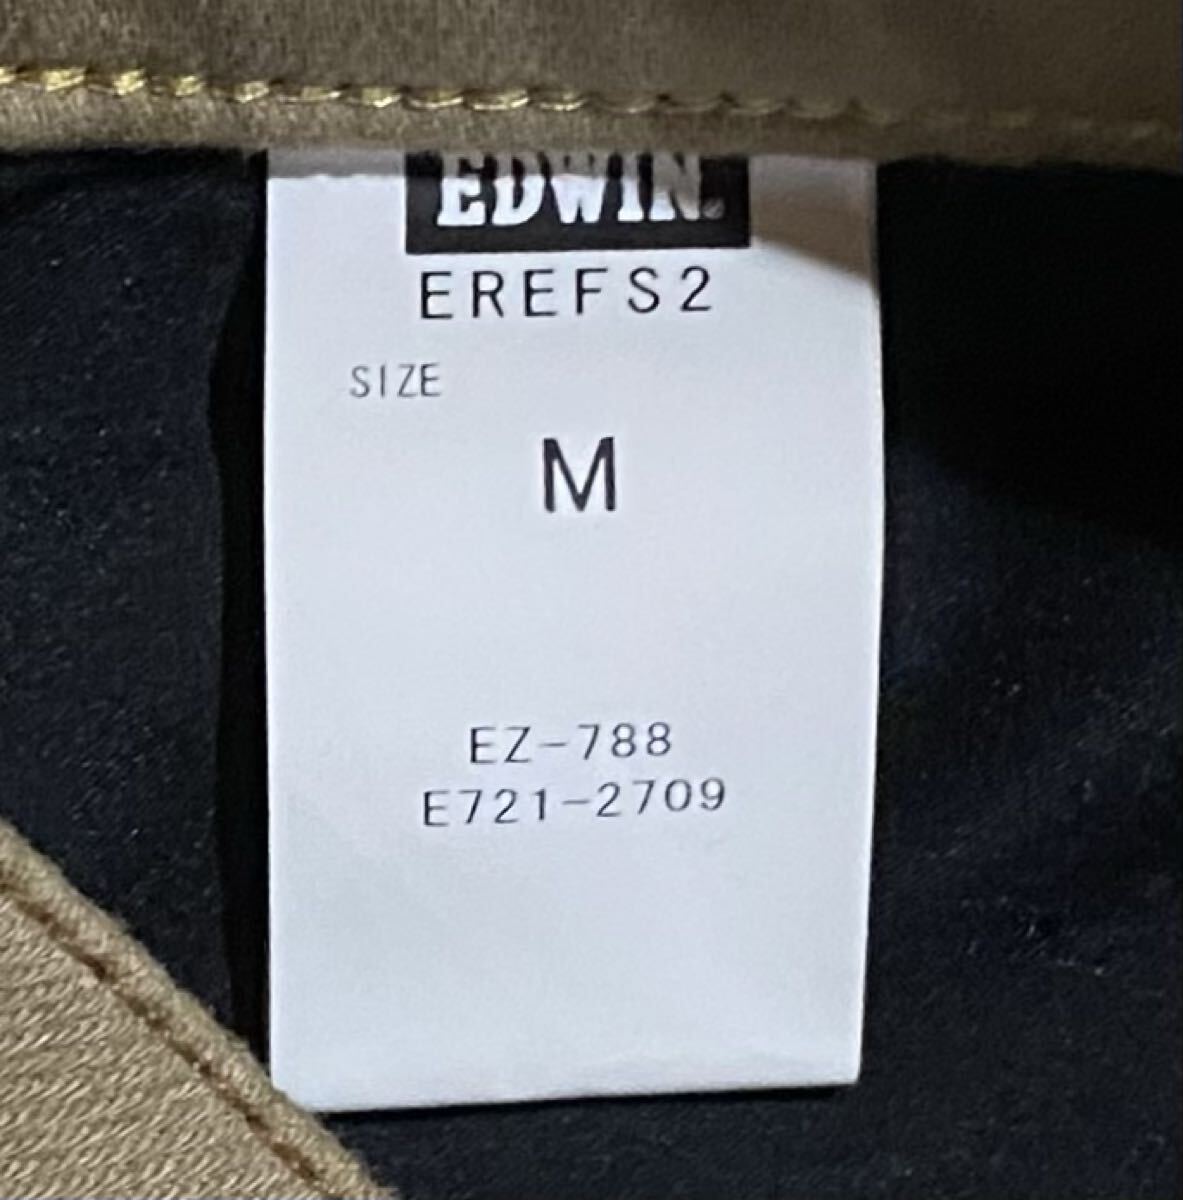 EDWIN.
EREFS2
SIZE
M
EZ-788
E721-2709